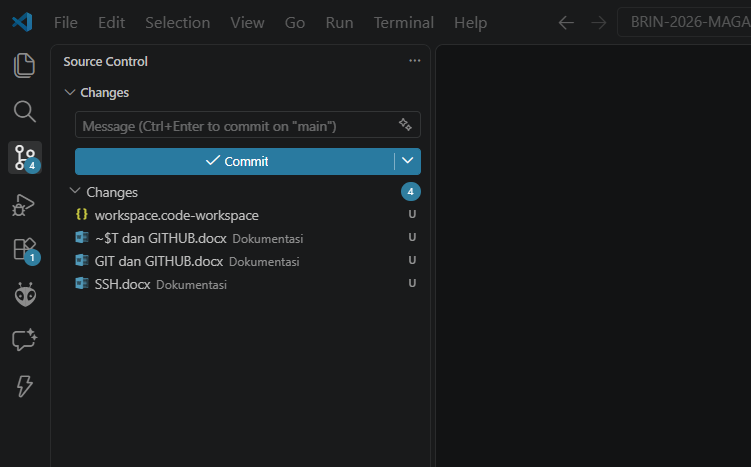 File Edit Selection View Go Run Terminal Help BRIN-2026-MAGA
Source Control ...
Changes
Message (Ctrl+Enter to commit on "main")
Commit
Changes 4
{} workspace.code-workspace U
~$T dan GITHUB.docx Dokumentasi U
GIT dan GITHUB.docx Dokumentasi U
SSH.docx Dokumentasi U
4
1